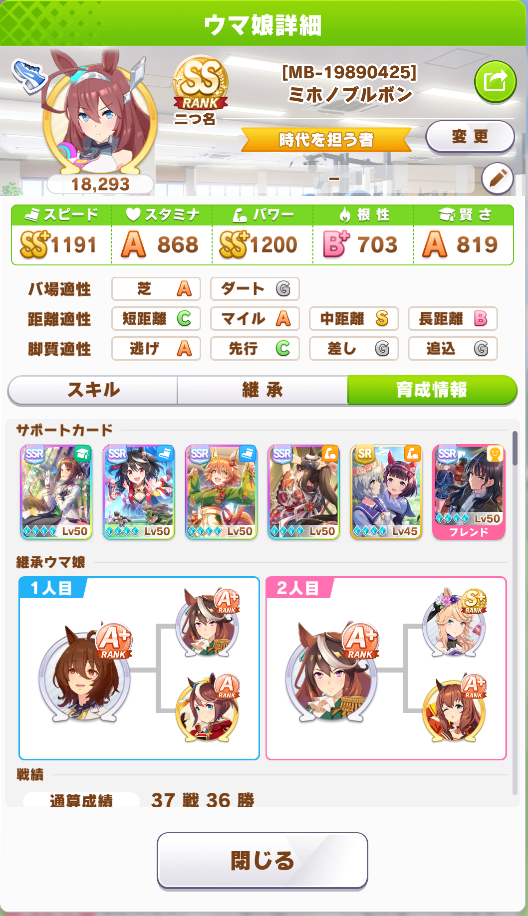 ウマ娘詳細
SS RANK
[MB-19890425]
ミホノブルボン
18,293
二つ名
時代を担う者
変更
–
スピード スタミナ パワー 根性 賢さ
SS+ 1191 A 868 SS+ 1200 B+ 703 A 819
バ場適性 芝 A ダート G
距離適性 短距離 C マイル A 中距離 S 長距離 B
脚質適性 逃げ A 先行 C 差し G 追込 G
スキル 継承 育成情報
サポートカード
SSR SSR SSR SSR SR SSR
Lv50 Lv50 Lv50 Lv50 Lv45 Lv50
フレンド
継承ウマ娘
1人目 2人目
A+ RANK A RANK A RANK A+ RANK S+ RANK A RANK
戦績
通算成績 37 戦 36 勝
閉じる